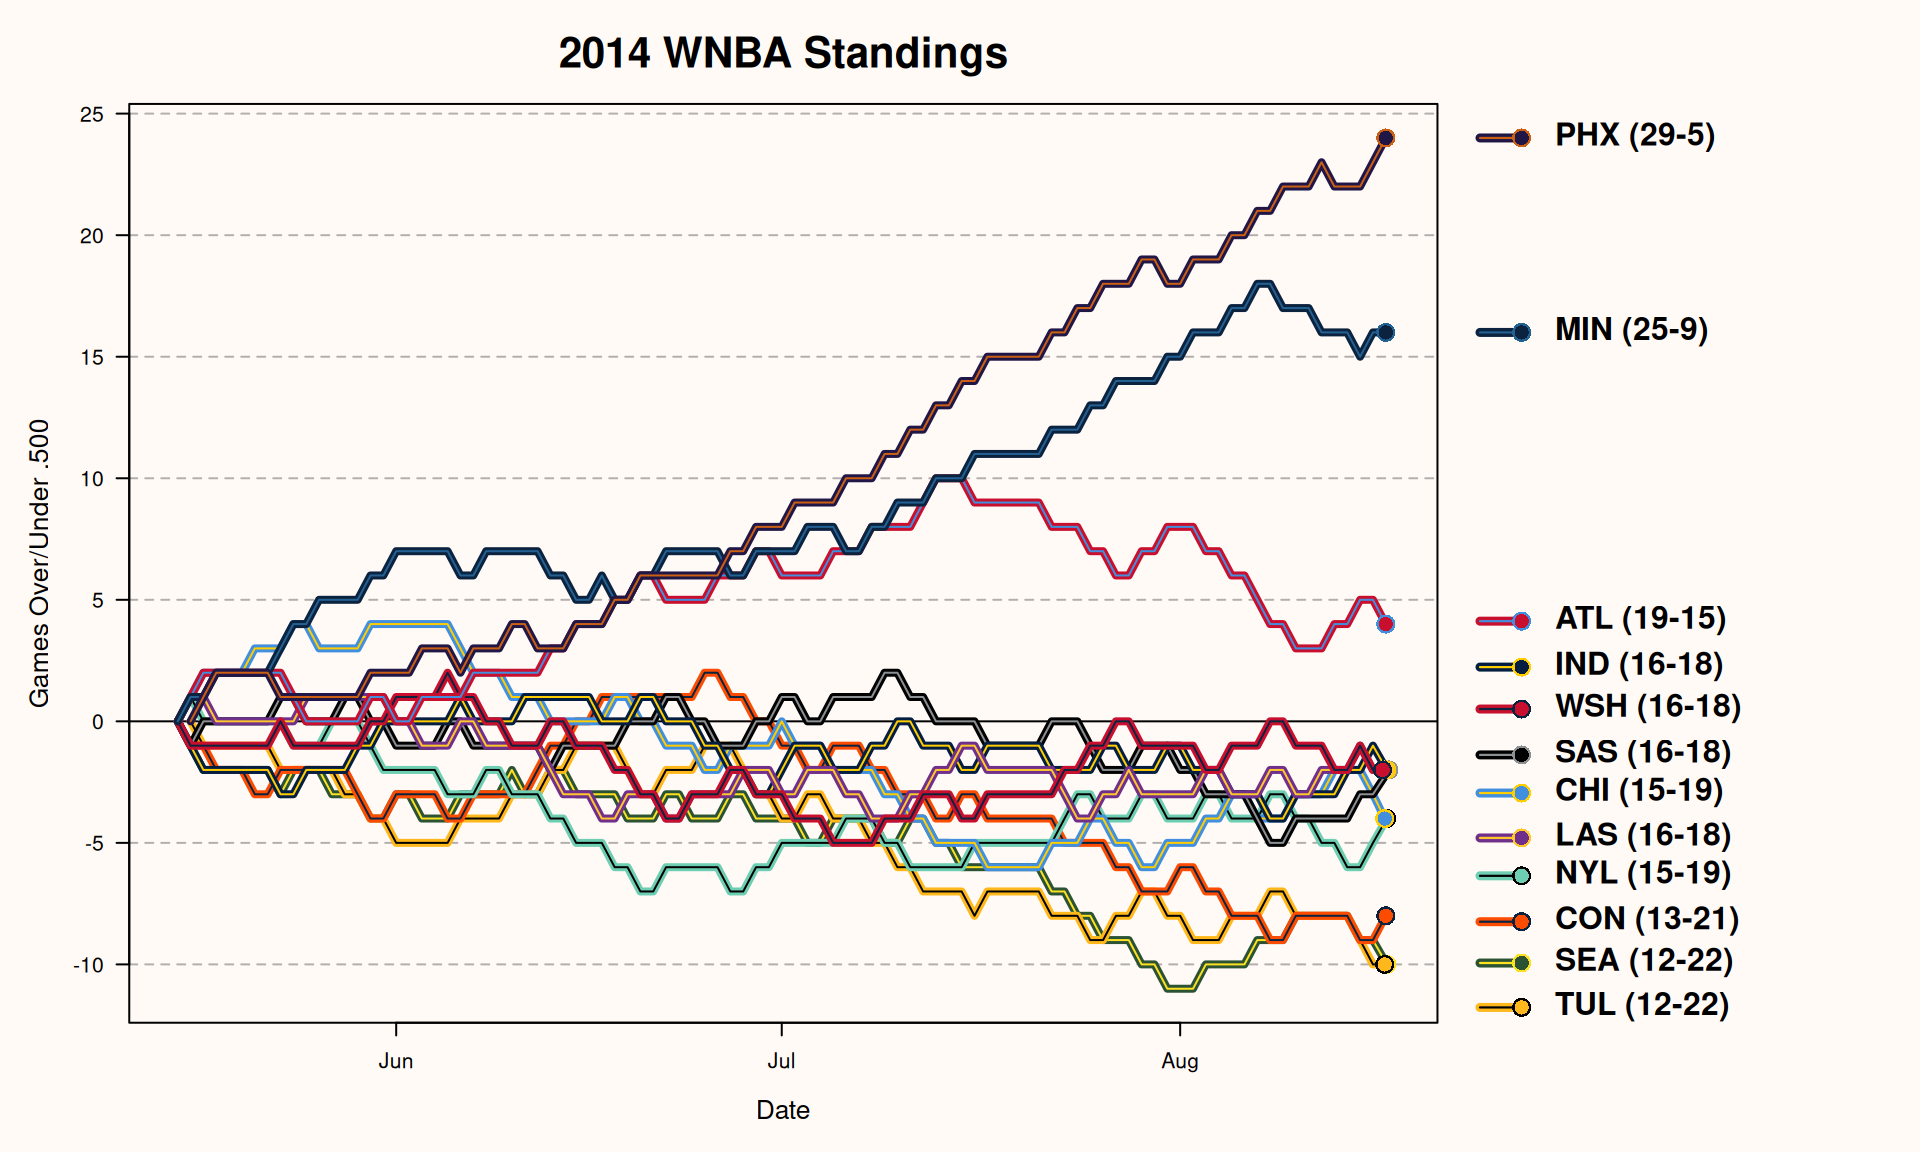 2014 WNBA Standings
25
20
15
10
5
0
-5
-10
Games Over/Under .500
Jun
Jul
Aug
Date
PHX (29-5)
MIN (25-9)
ATL (19-15)
IND (16-18)
WSH (16-18)
SAS (16-18)
CHI (15-19)
LAS (16-18)
NYL (15-19)
CON (13-21)
SEA (12-22)
TUL (12-22)